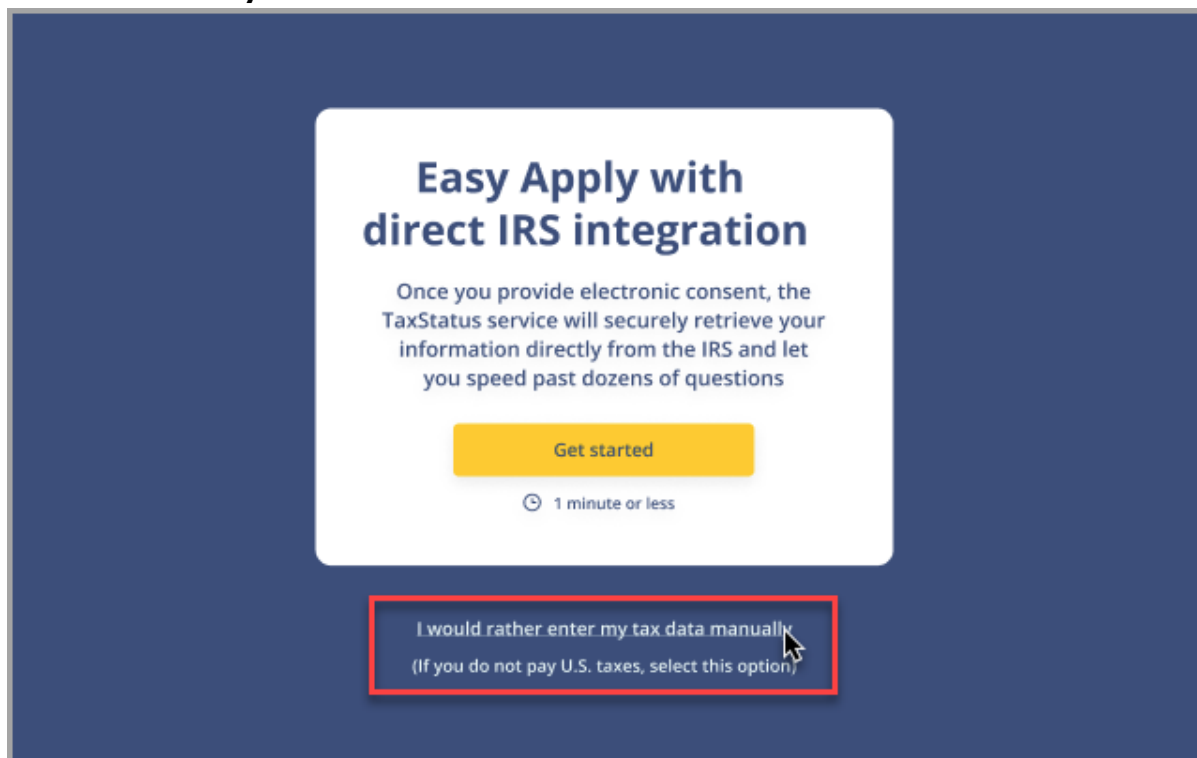 Easy Apply with
direct IRS integration
Once you provide electronic consent, the
TaxStatus service will securely retrieve your
information directly from the IRS and let
you speed past dozens of questions
Get started
1 minute or less
I would rather enter my tax data manually
(If you do not pay U.S. taxes, select this option)